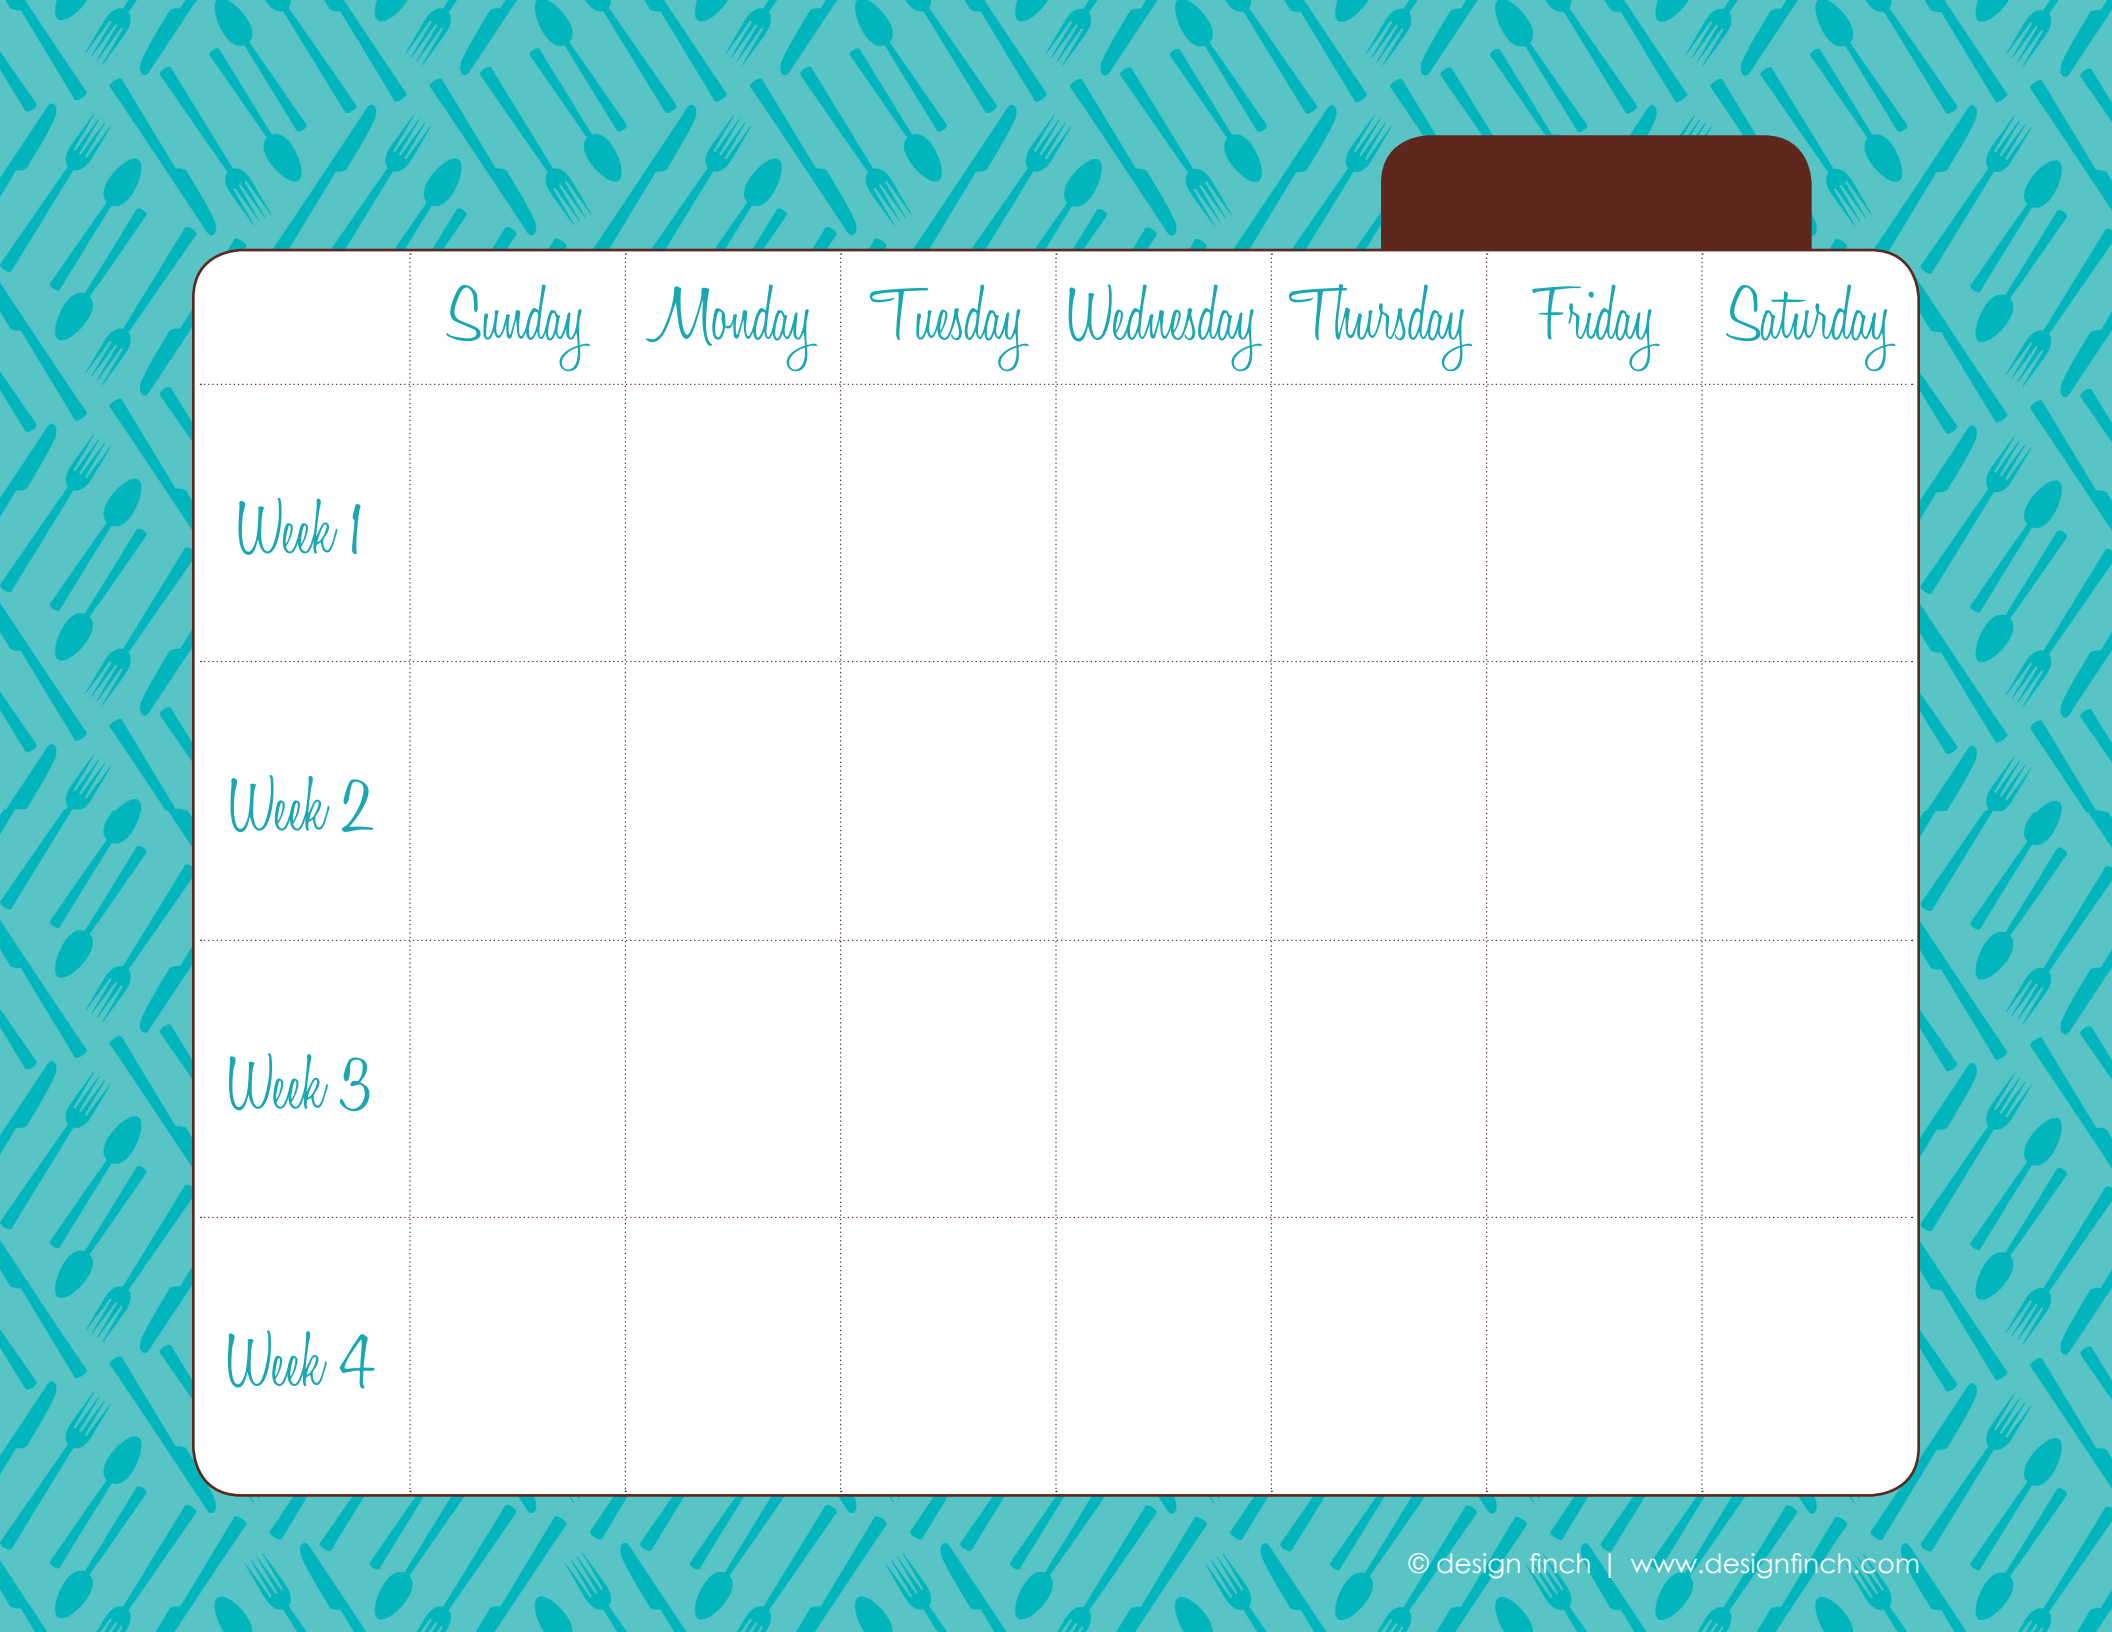 Sunday Monday Tuesday Wednesday Thursday Friday Saturday
Week 1
Week 2
Week 3
Week 4
© design finch | www.designfinch.com